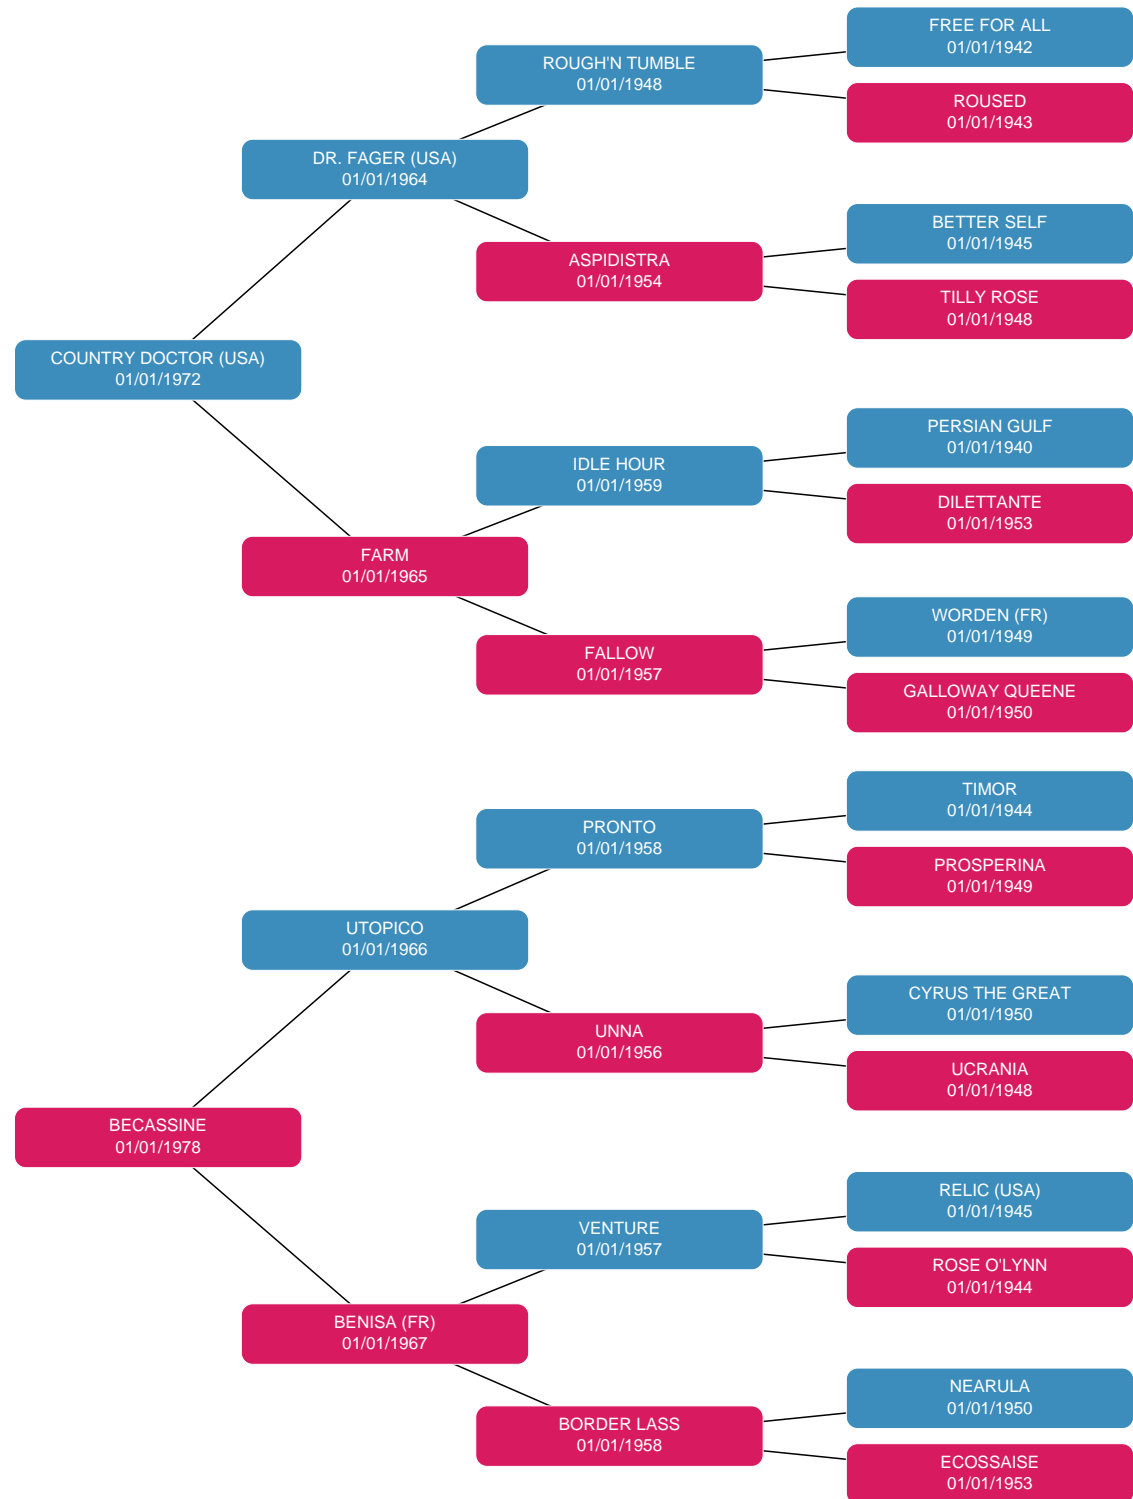 FREE FOR ALL
01/01/1942
ROUGH'N TUMBLE
01/01/1948
ROUSED
01/01/1943
DR. FAGER (USA)
01/01/1964
BETTER SELF
01/01/1945
ASPIDISTRA
01/01/1954
TILLY ROSE
01/01/1948
COUNTRY DOCTOR (USA)
01/01/1972
PERSIAN GULF
01/01/1940
IDLE HOUR
01/01/1959
DILETTANTE
01/01/1953
FARM
01/01/1965
WORDEN (FR)
01/01/1949
FALLOW
01/01/1957
GALLOWAY QUEENE
01/01/1950
TIMOR
01/01/1944
PRONTO
01/01/1958
PROSPERINA
01/01/1949
UTOPICO
01/01/1966
CYRUS THE GREAT
01/01/1950
UNNA
01/01/1956
UCRANIA
01/01/1948
BECASSINE
01/01/1978
RELIC (USA)
01/01/1945
VENTURE
01/01/1957
ROSE O'LYNN
01/01/1944
BENISA (FR)
01/01/1967
NEARULA
01/01/1950
BORDER LASS
01/01/1958
ECOSSAISE
01/01/1953